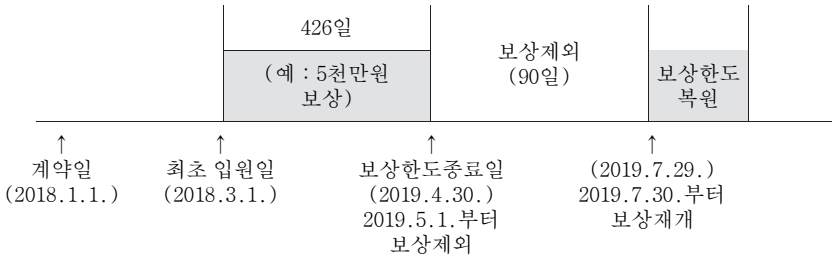 426일
(예 : 5천만원
보상)
보상제외
(90일)
보상한도
복원
↑
계약일
(2018.1.1.)
↑
최초 입원일
(2018.3.1.)
↑
보상한도종료일
(2019.4.30.)
2019.5.1.부터
보상제외
↑
(2019.7.29.)
2019.7.30.부터
보상재개